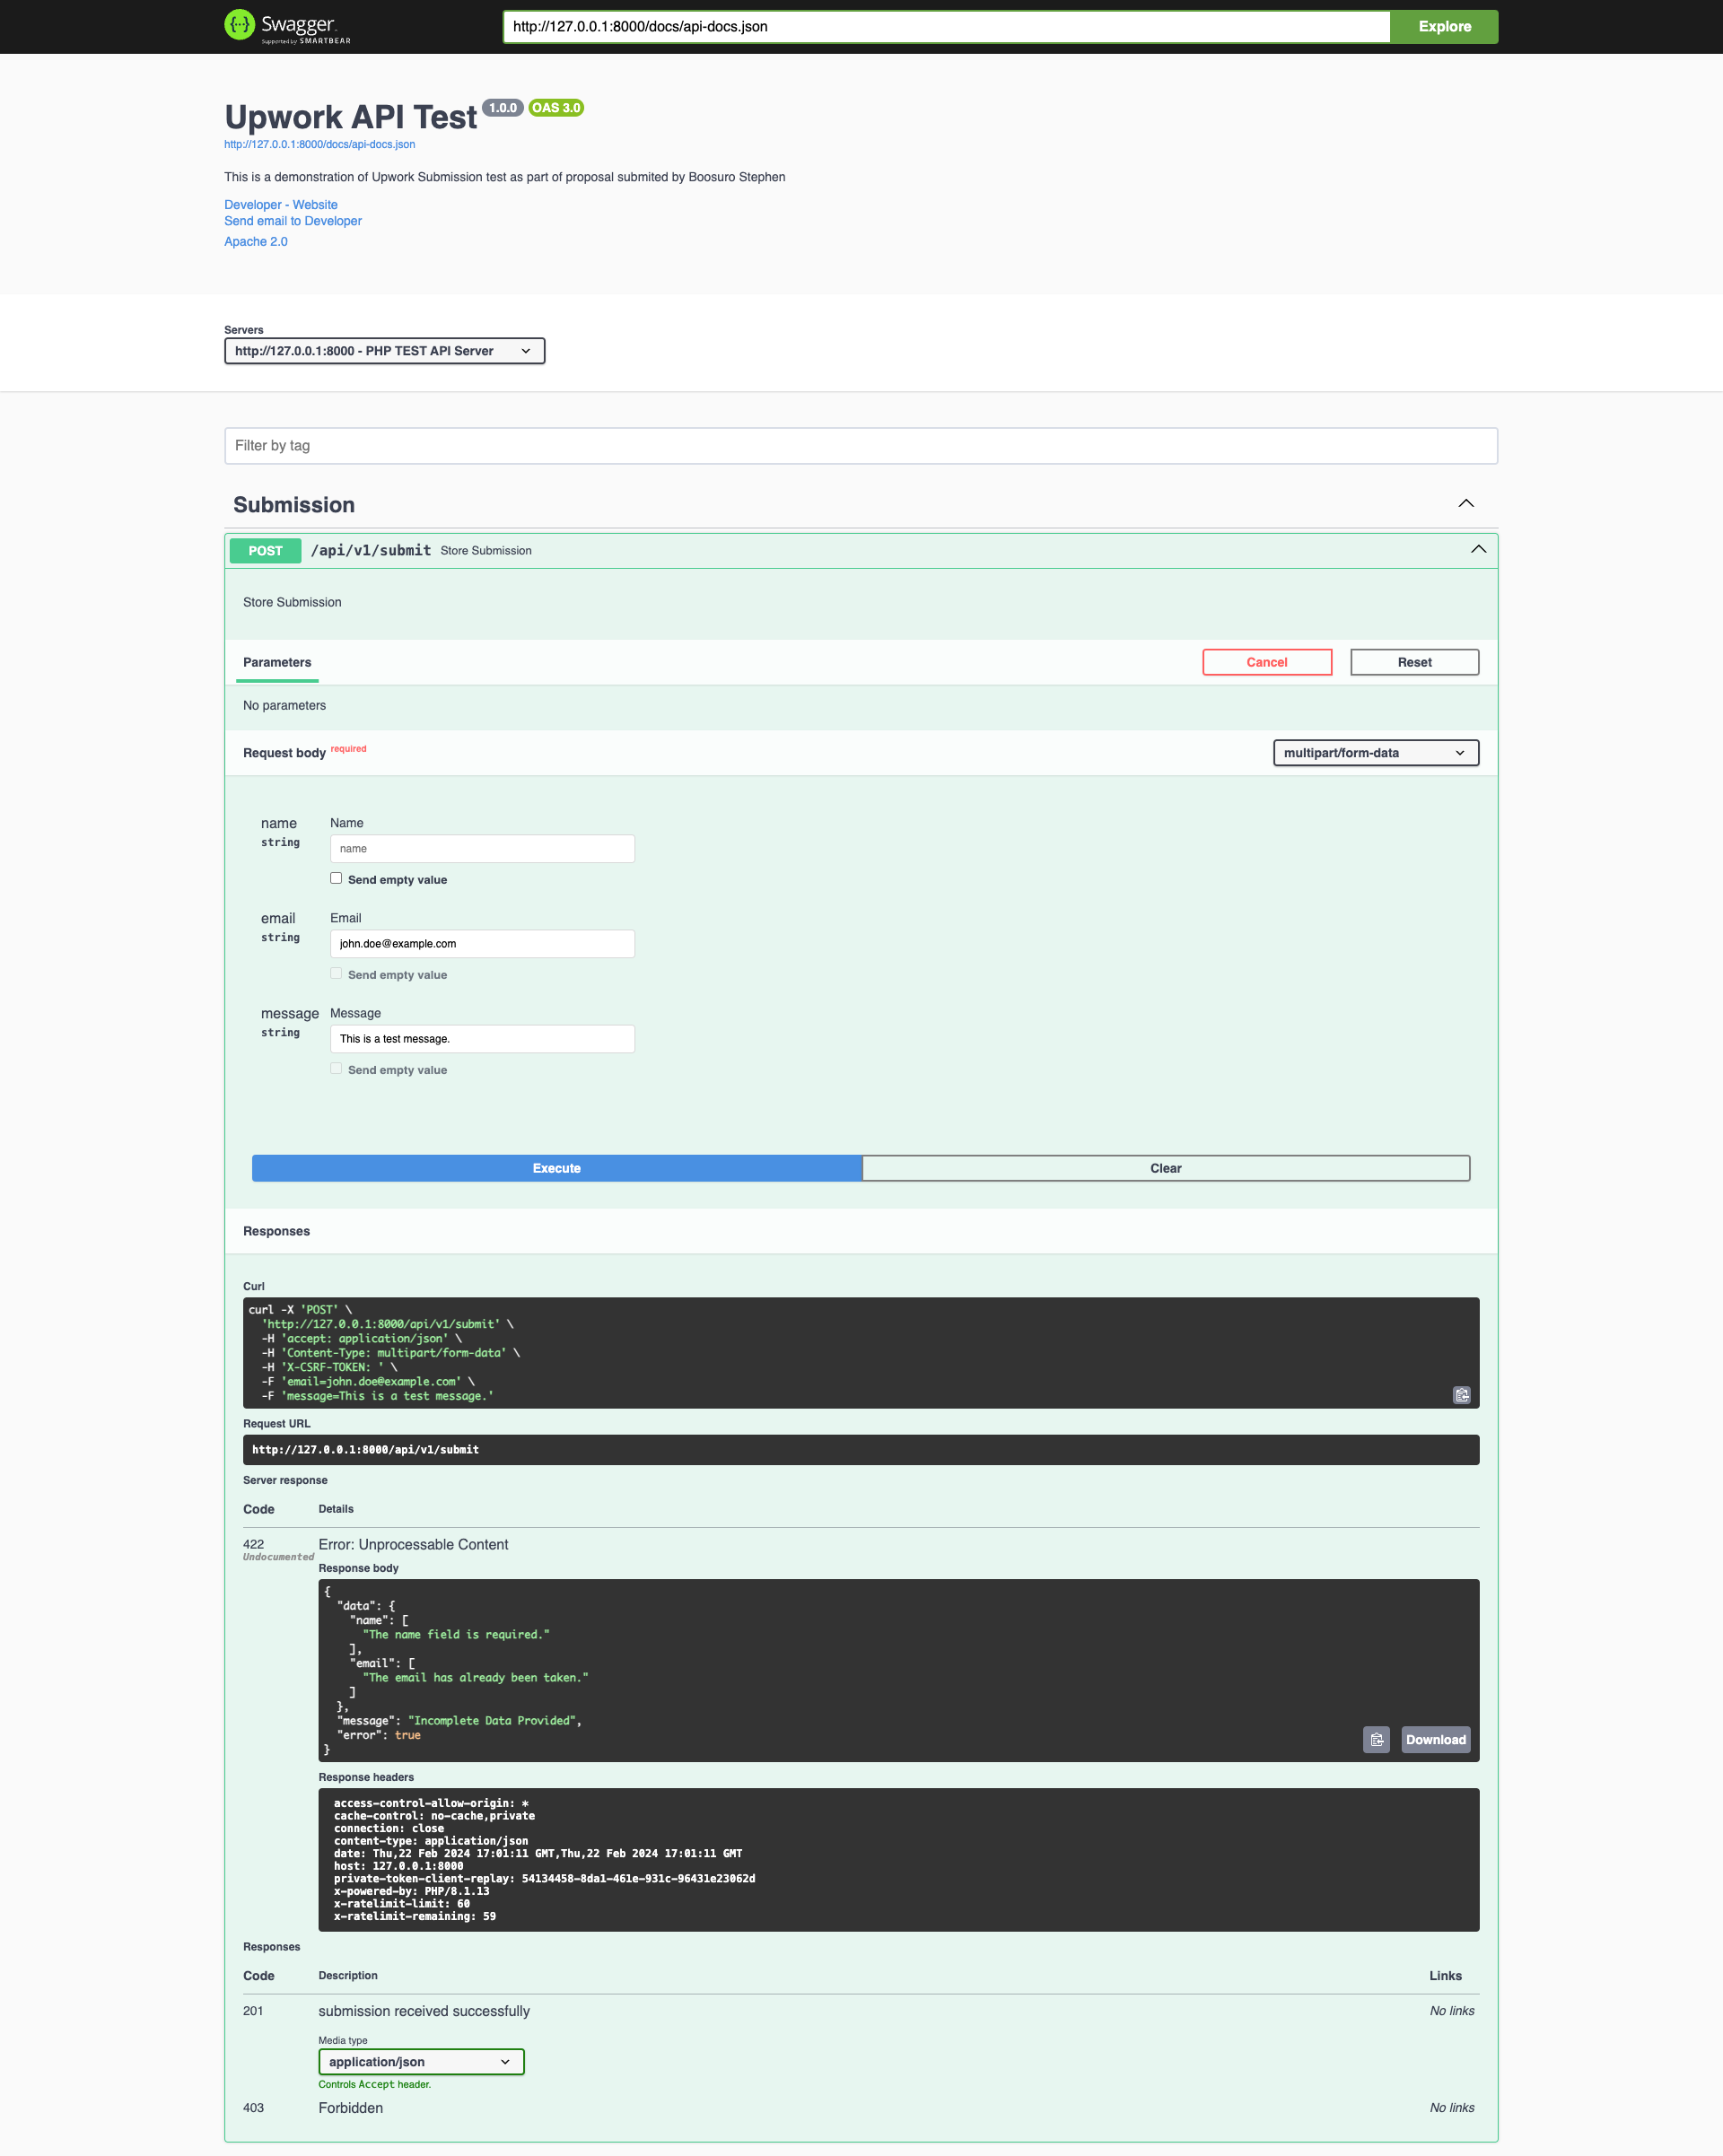 Swagger
Supported by SMARTBEAR
http://127.0.0.1:8000/docs/api-docs.json
Explore
Upwork API Test 1.0.0 OAS 3.0
http://127.0.0.1:8000/docs/api-docs.json
This is a demonstration of Upwork Submission test as part of proposal submited by Boosuro Stephen
Developer - Website
Send email to Developer
Apache 2.0
Servers
http://127.0.0.1:8000 - PHP TEST API Server
Filter by tag
Submission
POST /api/v1/submit Store Submission
Store Submission
Parameters
Cancel
Reset
No parameters
Request body required
multipart/form-data
name
string
Name
name
Send empty value
email
string
Email
john.doe@example.com
Send empty value
message
string
Message
This is a test message.
Send empty value
Execute
Clear
Responses
Curl
curl -X 'POST' \
'http://127.0.0.1:8000/api/v1/submit' \
-H 'accept: application/json' \
-H 'Content-Type: multipart/form-data' \
-H 'X-CSRF-TOKEN: ' \
-F 'email=john.doe@example.com' \
-F 'message=This is a test message.'
Request URL
http://127.0.0.1:8000/api/v1/submit
Server response
Code Details
422
Undocumented
Error: Unprocessable Content
Response body
{
"data": {
"name": [
"The name field is required."
],
"email": [
"The email has already been taken."
]
},
"message": "Incomplete Data Provided",
"error": true
}
Download
Response headers
access-control-allow-origin: *
cache-control: no-cache,private
connection: close
content-type: application/json
date: Thu,22 Feb 2024 17:01:11 GMT,Thu,22 Feb 2024 17:01:11 GMT
host: 127.0.0.1:8000
private-token-client-replay: 54134458-8da1-461e-931c-96431e23062d
x-powered-by: PHP/8.1.13
x-ratelimit-limit: 60
x-ratelimit-remaining: 59
Responses
Code Description Links
201 submission received successfully No links
Media type
application/json
Controls Accept header.
403 Forbidden No links